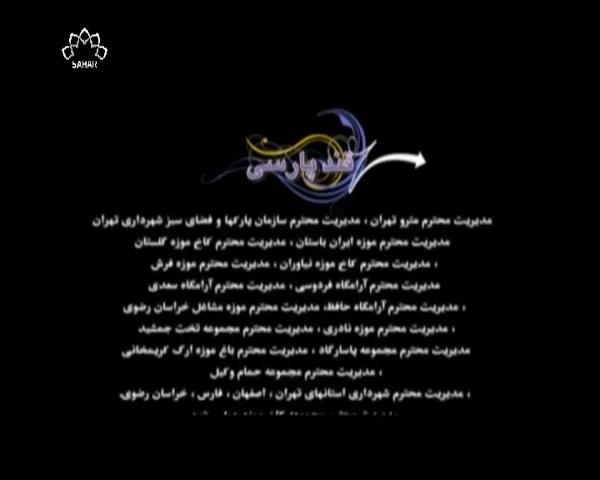 SAHAR
قند پارسی
مدیریت محترم مترو تهران ، مدیریت محترم سازمان پارکها و فضای سبز شهرداری تهران
مدیریت محترم موزه ایران باستان ، مدیریت محترم کاخ موزه گلستان
، مدیریت محترم کاخ موزه نیاوران ، مدیریت محترم موزه فرش
مدیریت محترم آرامگاه فردوسی ، مدیریت محترم آرامگاه سعدی
، مدیریت محترم آرامگاه حافظ، مدیریت محترم موزه مشاغل خراسان رضوی
، مدیریت محترم موزه نادری ، مدیریت محترم مجموعه تخت جمشید
مدیریت محترم مجموعه پاسارگاد ، مدیریت محترم باغ موزه ارگ کریمخانی
، مدیریت محترم مجموعه حمام وکیل
، مدیریت محترم شهرداری استانهای تهران ، اصفهان ، فارس ، خراسان رضوی،